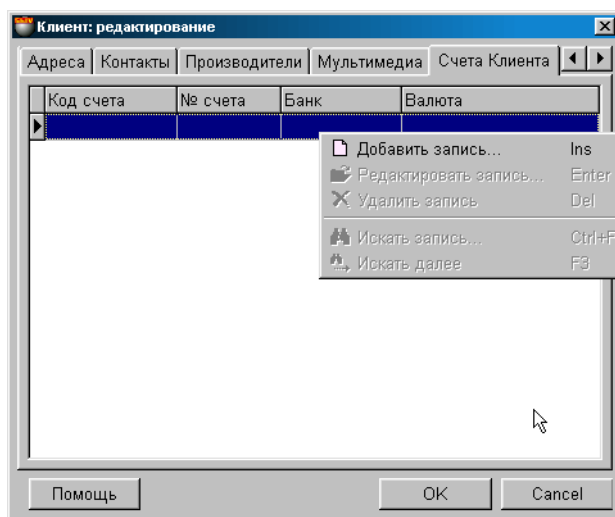 Клиент: редактирование
Адреса Контакты Производители Мультимедиа Счета Клиента
Код счета № счета Банк Валюта
Добавить запись... Ins
Редактировать запись... Enter
Удалить запись Del
Искать запись... Ctrl+F
Искать далее F3
Помощь OK Cancel